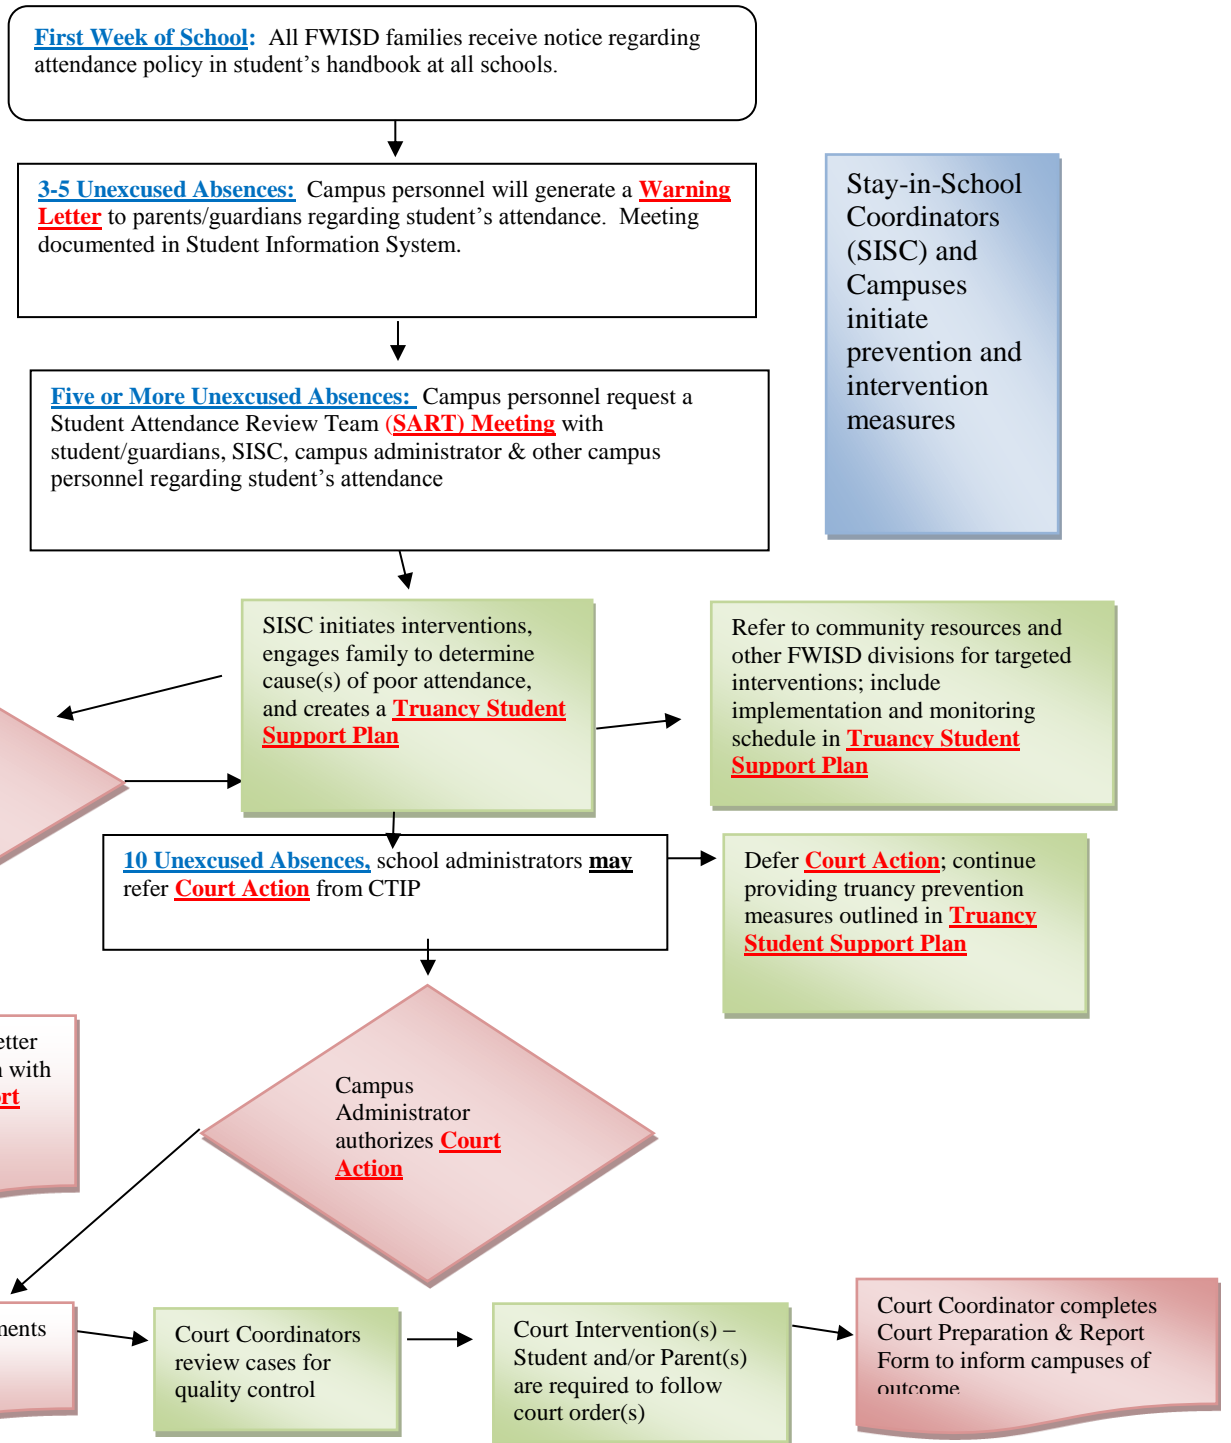 First Week of School: All FWISD families receive notice regarding
attendance policy in student's handbook at all schools.
3-5 Unexcused Absences: Campus personnel will generate a Warning
Letter to parents/guardians regarding student's attendance. Meeting
documented in Student Information System.
Stay-in-School
Coordinators
(SISC) and
Campuses
initiate
prevention and
intervention
measures
Five or More Unexcused Absences: Campus personnel request a
Student Attendance Review Team (SART) Meeting with
student/guardians, SISC, campus administrator & other campus
personnel regarding student's attendance
SISC initiates interventions,
engages family to determine
cause(s) of poor attendance,
and creates a Truancy Student
Support Plan
Refer to community resources and
other FWISD divisions for targeted
interventions; include
implementation and monitoring
schedule in Truancy Student
Support Plan
10 Unexcused Absences, school administrators may
refer Court Action from CTIP
Defer Court Action; continue
providing truancy prevention
measures outlined in Truancy
Student Support Plan
Campus
Administrator
authorizes Court
Action
with
Court Coordinators
review cases for
quality control
Court Intervention(s) –
Student and/or Parent(s)
are required to follow
court order(s)
Court Coordinator completes
Court Preparation & Report
Form to inform campuses of
outcome